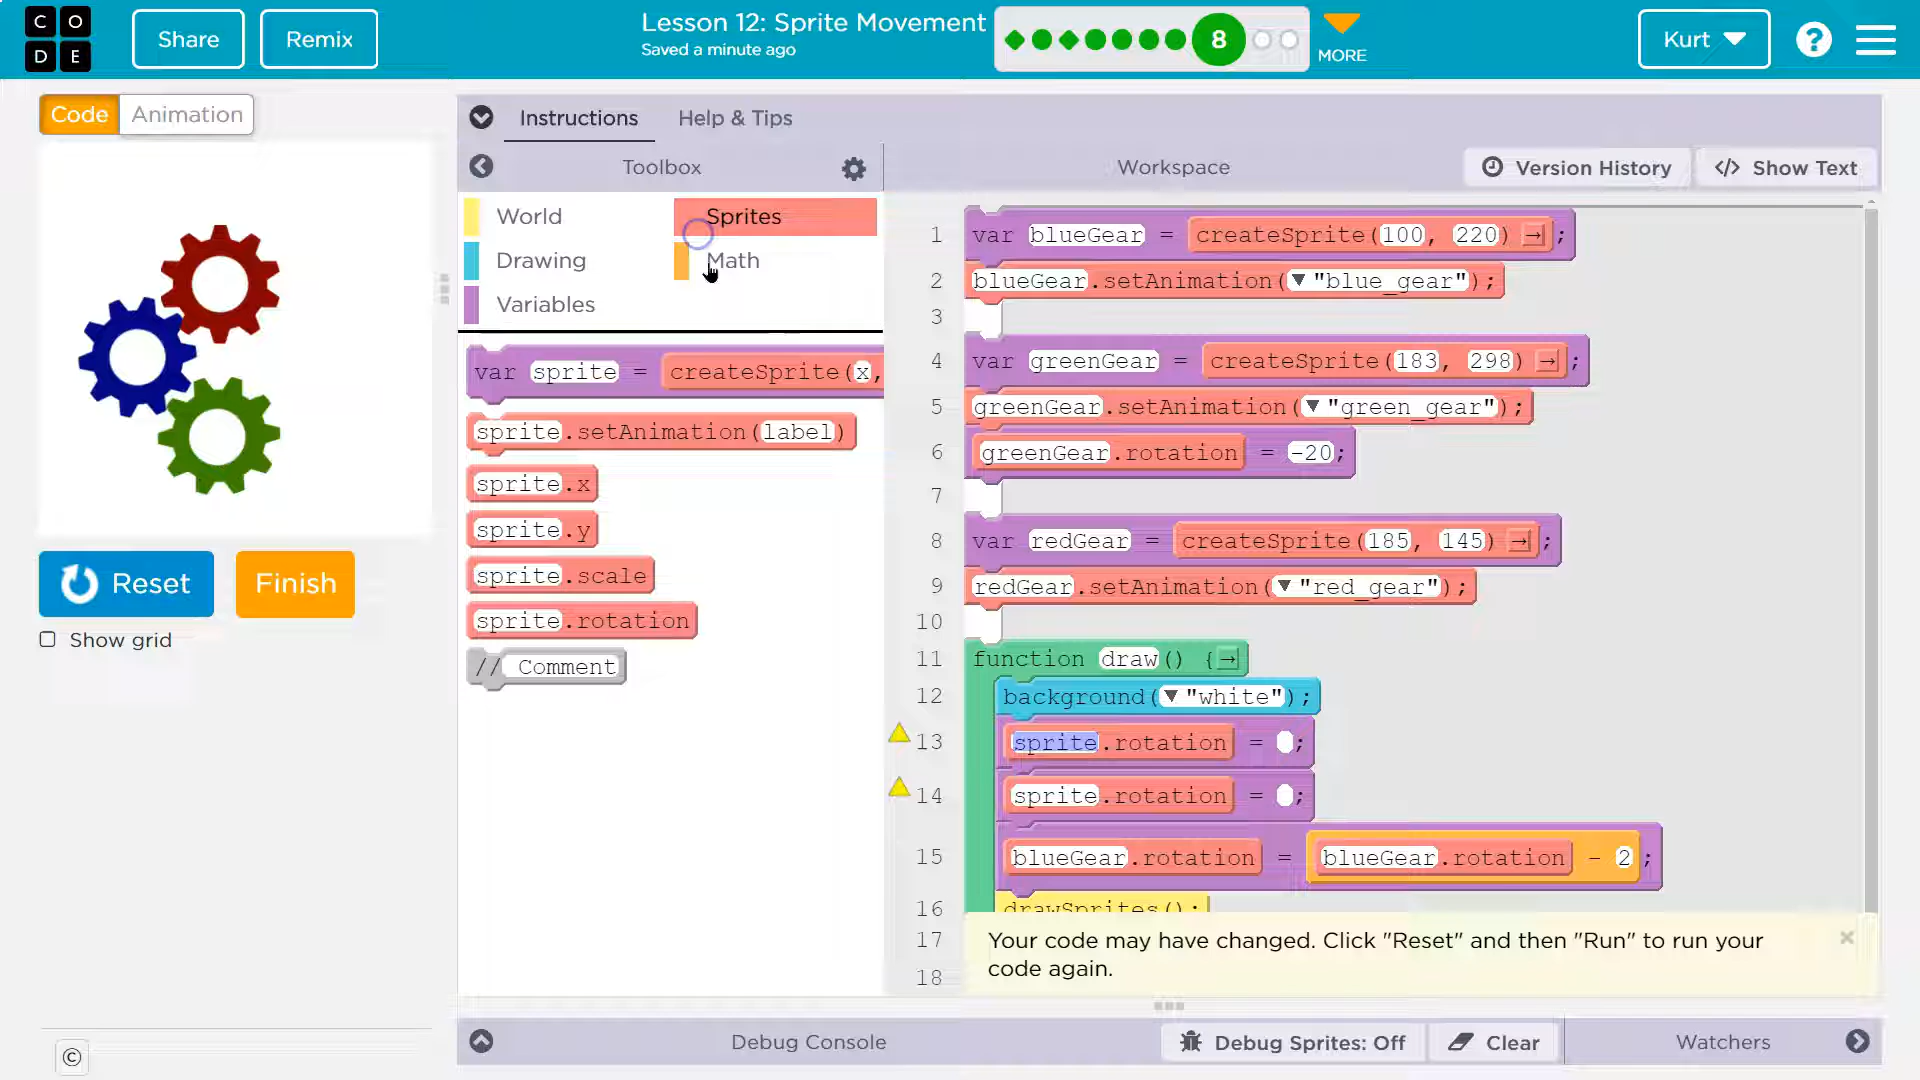 CODE
Share
Remix
Lesson 12: Sprite Movement
Saved a minute ago
8
MORE
Kurt
?
Code
Animation
Instructions
Help & Tips
Toolbox
Workspace
Version History
</> Show Text
World
Sprites
Drawing
Math
Variables
var sprite = createSprite(x,
sprite.setAnimation(label)
sprite.x
sprite.y
sprite.scale
sprite.rotation
// Comment
1 var blueGear = createSprite(100, 220) →;
2 blueGear.setAnimation(▼"blue_gear");
3
4 var greenGear = createSprite(183, 298) →;
5 greenGear.setAnimation(▼"green_gear");
6 greenGear.rotation = -20;
7
8 var redGear = createSprite(185, 145) →;
9 redGear.setAnimation(▼"red_gear");
10
11 function draw() {→
12 background(▼"white");
13 sprite.rotation = ;
14 sprite.rotation = ;
15 blueGear.rotation = blueGear.rotation - 2;
16 drawSprites();
17
18
Reset
Finish
Show grid
Your code may have changed. Click "Reset" and then "Run" to run your
code again.
×
©
Debug Console
Debug Sprites: Off
Clear
Watchers